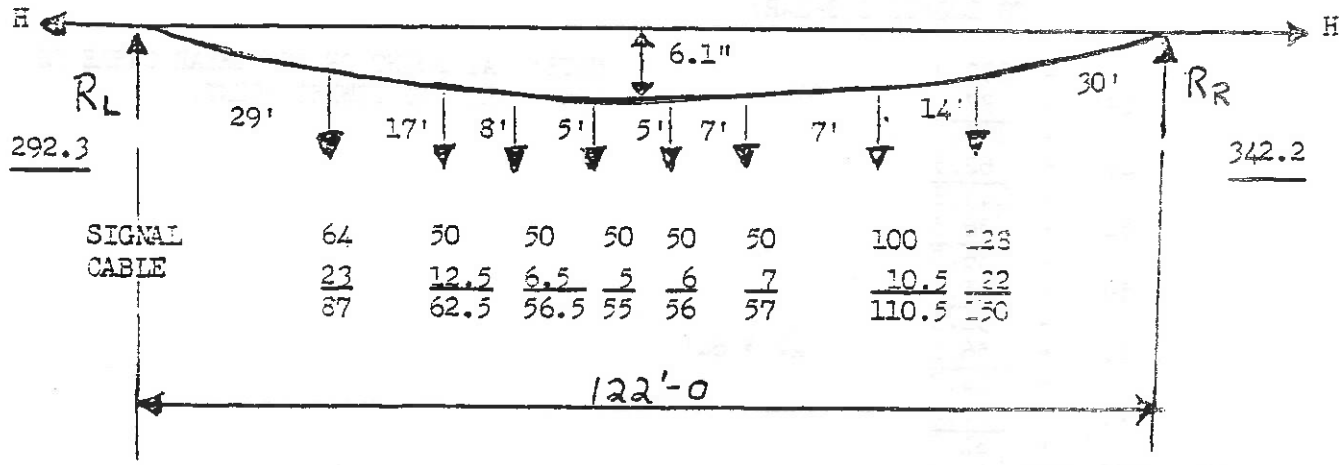 H H
6.1"
R_L R_R
29' 17' 8' 5' 5' 7' 7' 14' 30'
292.3 342.2
SIGNAL 64 50 50 50 50 50 100 128
CABLE
23 12.5 6.5 5 6 7 10.5 22
87 62.5 56.5 55 56 57 110.5 150
122'-0